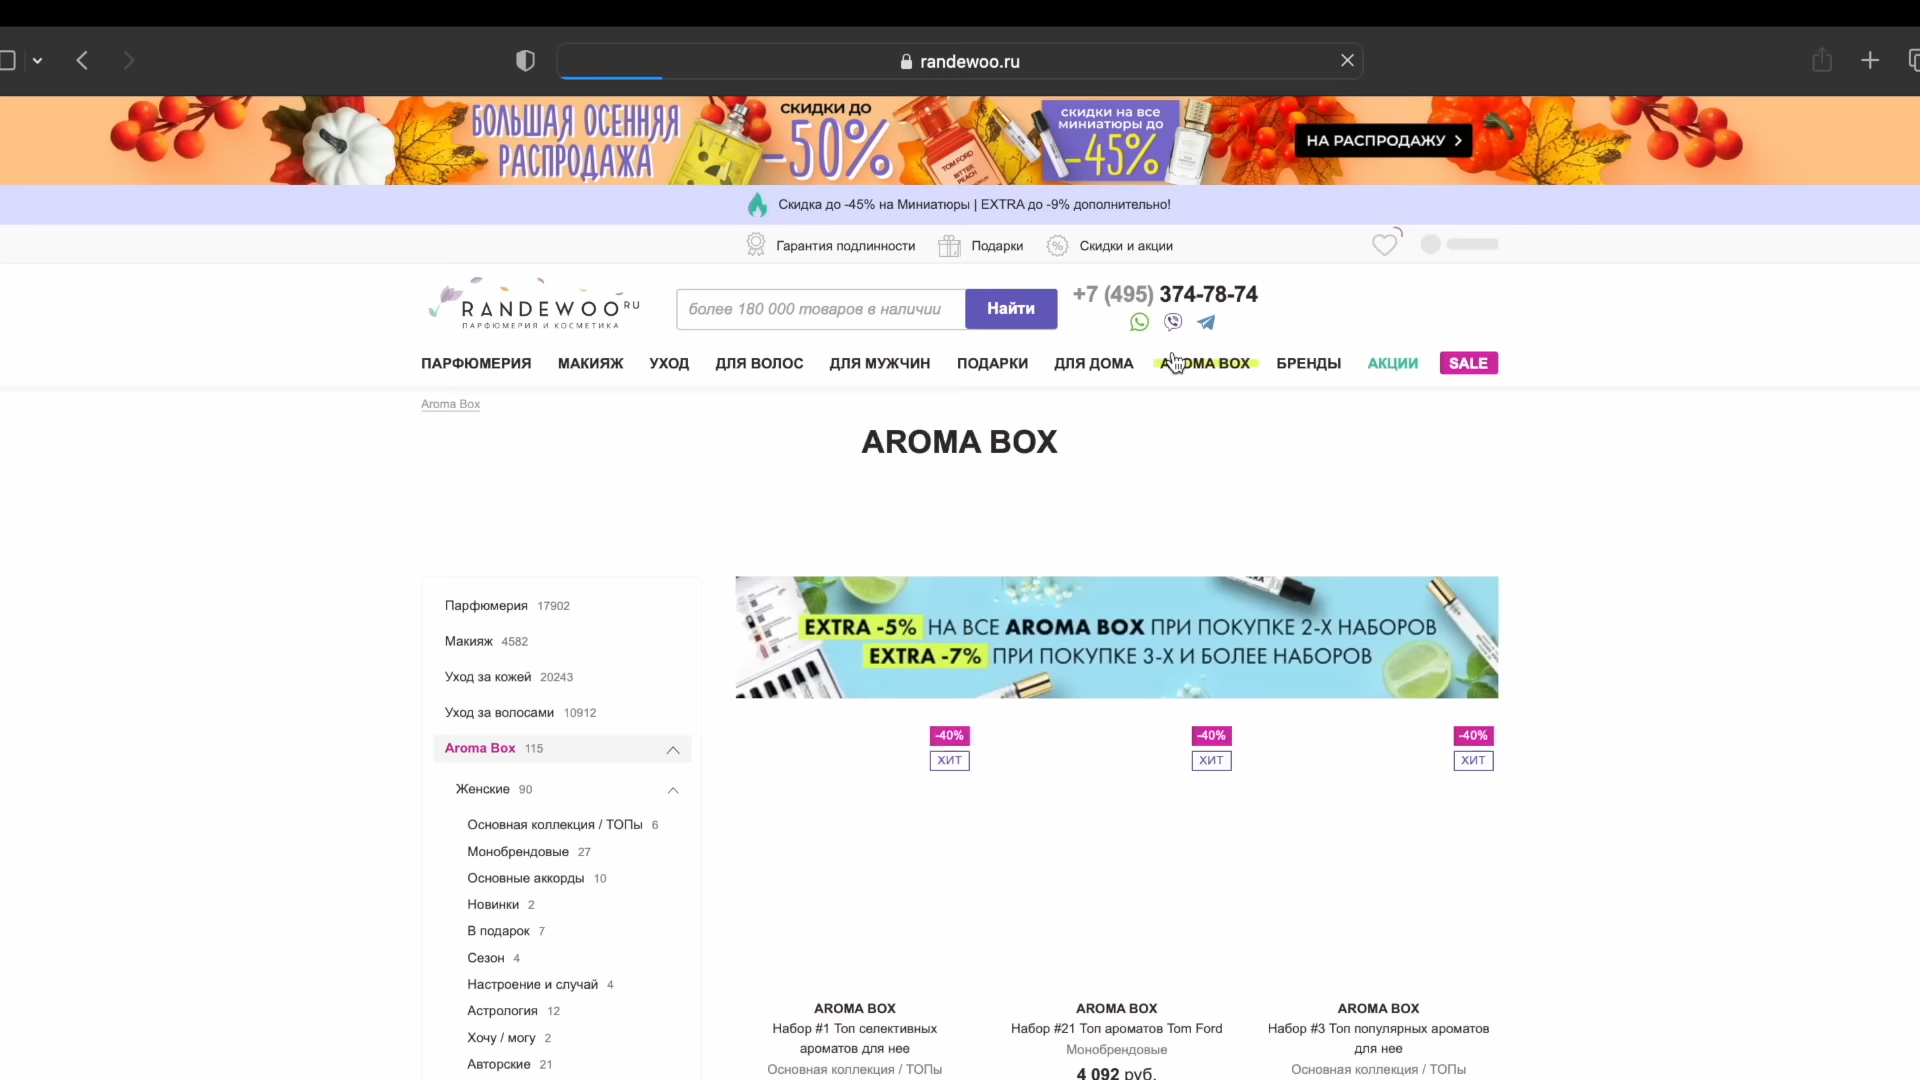 randewoo.ru
БОЛЬШАЯ ОСЕННЯЯ
РАСПРОДАЖА
СКИДКИ ДО
-50%
TOM FORD
BITTER
PEACH
СКИДКИ НА ВСЕ
МИНИАТЮРЫ ДО
-45%
НА РАСПРОДАЖУ
Скидка до -45% на Миниатюры | EXTRA до -9% дополнительно!
Гарантия подлинности
Подарки
Скидки и акции
RANDEWOO RU
ПАРФЮМЕРИЯ И КОСМЕТИКА
более 180 000 товаров в наличии
Найти
+7 (495) 374-78-74
ПАРФЮМЕРИЯ МАКИЯЖ УХОД ДЛЯ ВОЛОС ДЛЯ МУЖЧИН ПОДАРКИ ДЛЯ ДОМА AROMA BOX БРЕНДЫ АКЦИИ SALE
Aroma Box
AROMA BOX
Парфюмерия 17902
Макияж 4582
Уход за кожей 20243
Уход за волосами 10912
Aroma Box 115
Женские 90
Основная коллекция / ТОПы 6
Монобрендовые 27
Основные аккорды 10
Новинки 2
В подарок 7
Сезон 4
Настроение и случай 4
Астрология 12
Хочу / могу 2
Авторские 21
EXTRA -5% НА ВСЕ AROMA BOX ПРИ ПОКУПКЕ 2-Х НАБОРОВ
EXTRA -7% ПРИ ПОКУПКЕ 3-Х И БОЛЕЕ НАБОРОВ
-40%
ХИТ
-40%
ХИТ
-40%
ХИТ
AROMA BOX
Набор #1 Топ селективных
ароматов для нее
Основная коллекция / ТОПы
AROMA BOX
Набор #21 Топ ароматов Tom Ford
Монобрендовые
4 092 руб.
AROMA BOX
Набор #3 Топ популярных ароматов
для нее
Основная коллекция / ТОПы